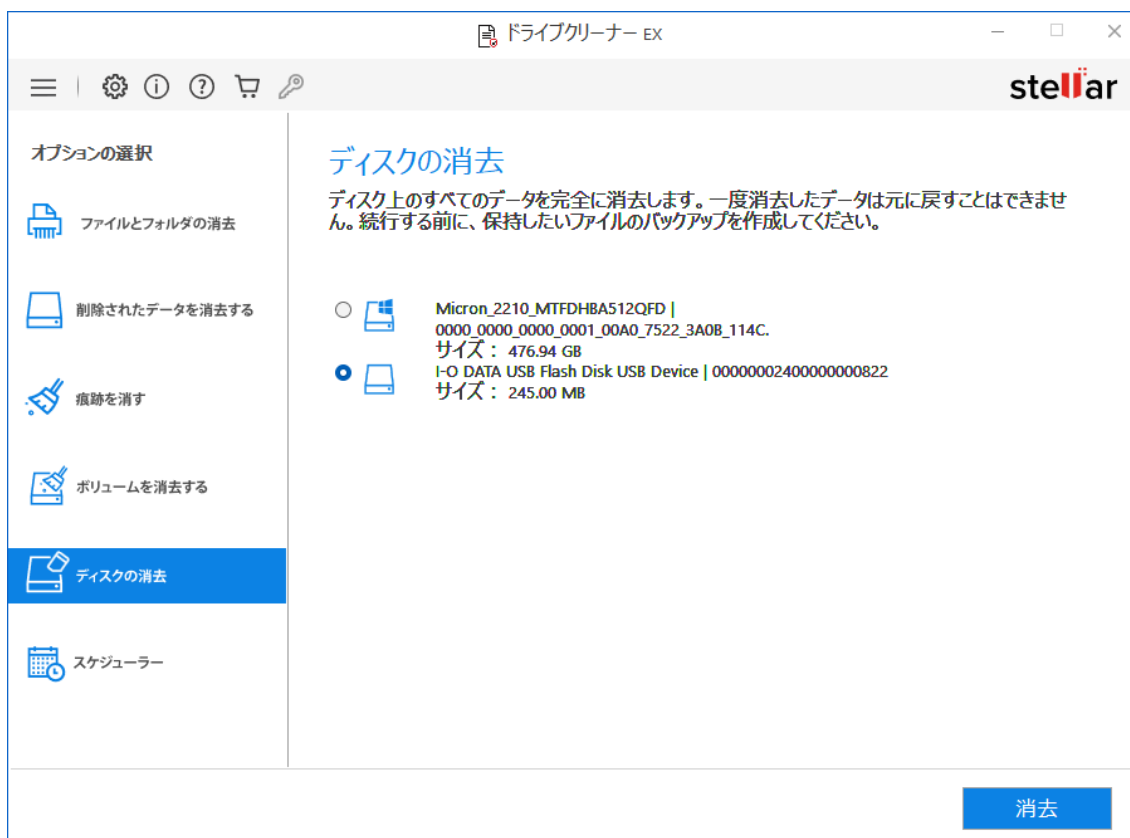 ドライブクリーナー EX
stellar
オプションの選択
ファイルとフォルダの消去
削除されたデータを消去する
痕跡を消す
ボリュームを消去する
ディスクの消去
スケジューラー
ディスクの消去
ディスク上のすべてのデータを完全に消去します。一度消去したデータは元に戻すことはできませ
ん。続行する前に、保持したいファイルのバックアップを作成してください。
Micron_2210_MTFDHBA512QFD |
0000_0000_0000_0001_00A0_7522_3A0B_114C.
サイズ： 476.94 GB
I-O DATA USB Flash Disk USB Device | 00000002400000000822
サイズ： 245.00 MB
消去